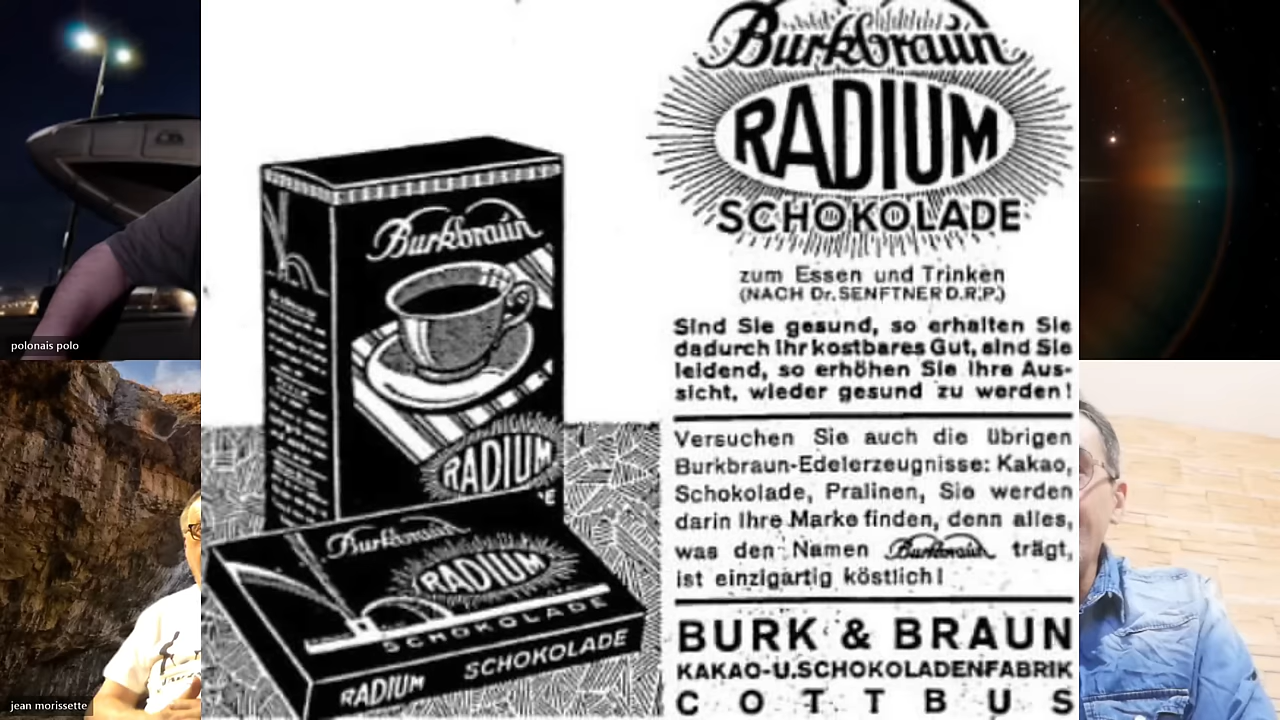 Burkbraun
RADIUM
SCHOKOLADE
zum Essen und Trinken
(NACH Dr. SENFTNER D.R.P.)
Sind Sie gesund, so erhalten Sie
dadurch Ihr kostbares Gut, sind Sie
leidend, so erhöhen Sie Ihre Aus-
sicht, wieder gesund zu werden!
Versuchen Sie auch die übrigen
Burkbraun-Edelerzeugnisse: Kakao,
Schokolade, Pralinen, Sie werden
darin Ihre Marke finden, denn alles,
was den Namen Burkbraun trägt,
ist einzigartig köstlich!
BURK & BRAUN
KAKAO-U.SCHOKOLADENFABRIK
COTTBUS
Burkbraun
RADIUM
Burkbraun
RADIUM
SCHOKOLADE
RADIUM SCHOKOLADE
polonais polo
jean morissette